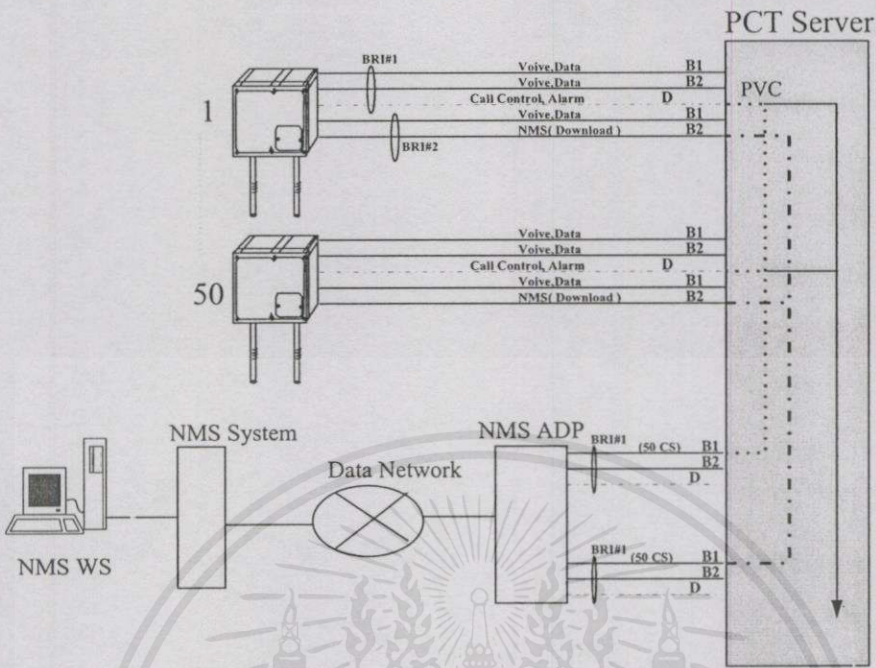 PCT Server
BRI#1
Voive,Data B1
Voive,Data B2
Call Control, Alarm D
PVC
1
Voive,Data B1
NMS( Download ) B2
BRI#2
Voive,Data B1
Voive,Data B2
Call Control, Alarm D
50
Voive,Data B1
NMS( Download ) B2
NMS System
NMS ADP
BRI#1 (50 CS) B1
B2
D
Data Network
NMS WS
BRI#1 (50 CS) B1
B2
D